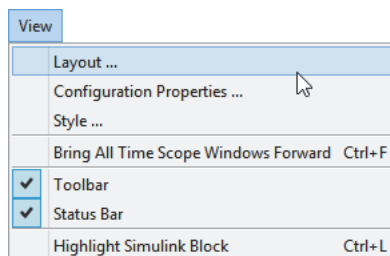 View
Layout ...
Configuration Properties ...
Style ...
Bring All Time Scope Windows Forward Ctrl+F
Toolbar
Status Bar
Highlight Simulink Block Ctrl+L